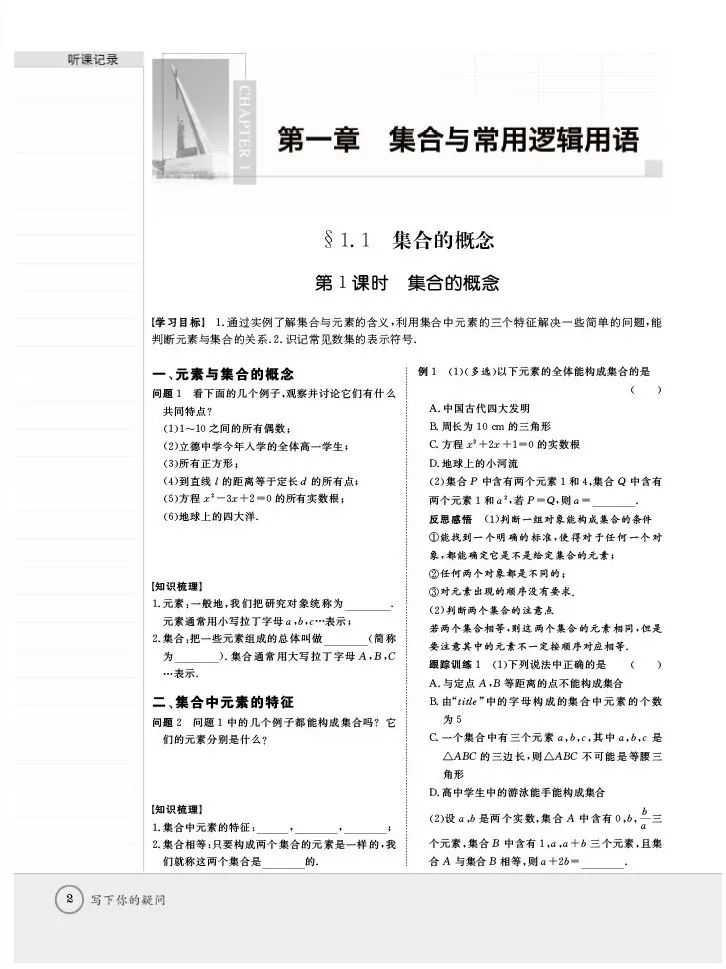 听课记录
CHAPTER 1
第一章 集合与常用逻辑用语
§1.1 集合的概念
第1课时 集合的概念
【学习目标】 1.通过实例了解集合与元素的含义,利用集合中元素的三个特征解决一些简单的问题,能
判断元素与集合的关系.2.识记常见数集的表示符号.
一、元素与集合的概念
问题1 看下面的几个例子,观察并讨论它们有什么
共同特点?
(1)1~10之间的所有偶数;
(2)立德中学今年入学的全体高一学生;
(3)所有正方形;
(4)到直线l的距离等于定长d的所有点;
(5)方程x²-3x+2=0的所有实数根;
(6)地球上的四大洋.
【知识梳理】
1.元素:一般地,我们把研究对象统称为________.
元素通常用小写拉丁字母a,b,c…表示;
2.集合:把一些元素组成的总体叫做________(简称
为________).集合通常用大写拉丁字母A,B,C
…表示.
二、集合中元素的特征
问题2 问题1中的几个例子都能构成集合吗?它
们的元素分别是什么?
【知识梳理】
1.集合中元素的特征:______,________,________;
2.集合相等:只要构成两个集合的元素是一样的,我
们就称这两个集合是________的.
例1 (1)(多选)以下元素的全体能构成集合的是
( )
A.中国古代四大发明
B.周长为10 cm的三角形
C.方程x²+2x+1=0的实数根
D.地球上的小河流
(2)集合P中含有两个元素1和4,集合Q中含有
两个元素1和a²,若P=Q,则a=________.
反思感悟 (1)判断一组对象能构成集合的条件
①能找到一个明确的标准,使得对于任何一个对
象,都能确定它是不是给定集合的元素;
②任何两个对象都是不同的;
③对元素出现的顺序没有要求.
(2)判断两个集合的注意点
若两个集合相等,则这两个集合的元素相同,但是
要注意其中的元素不一定按顺序对应相等.
跟踪训练1 (1)下列说法中正确的是 ( )
A.与定点A,B等距离的点不能构成集合
B.由“title”中的字母构成的集合中元素的个数
为5
C.一个集合中有三个元素a,b,c,其中a,b,c是
△ABC的三边长,则△ABC不可能是等腰三
角形
D.高中学生中的游泳能手能构成集合
(2)设a,b是两个实数,集合A中含有0,b,b/a三
个元素,集合B中含有1,a,a+b三个元素,且集
合A与集合B相等,则a+2b=________.
2 写下你的疑问